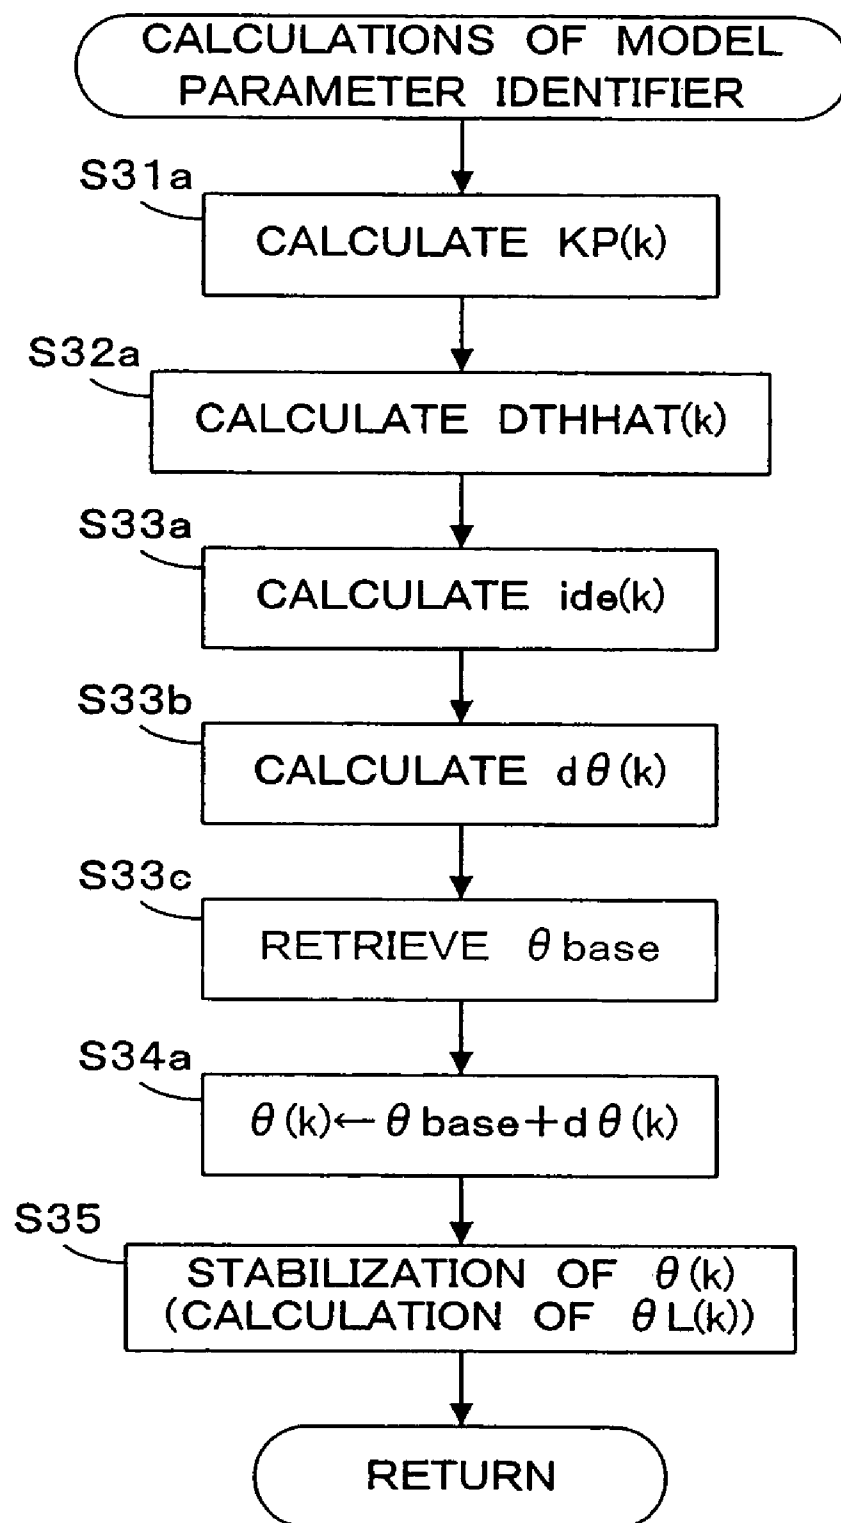 CALCULATIONS OF MODEL
PARAMETER IDENTIFIER
S31a
CALCULATE KP(k)
S32a
CALCULATE DTHHAT(k)
S33a
CALCULATE ide(k)
S33b
CALCULATE dθ(k)
S33c
RETRIEVE θbase
S34a
θ(k)←θbase+dθ(k)
S35
STABILIZATION OF θ(k)
(CALCULATION OF θL(k))
RETURN